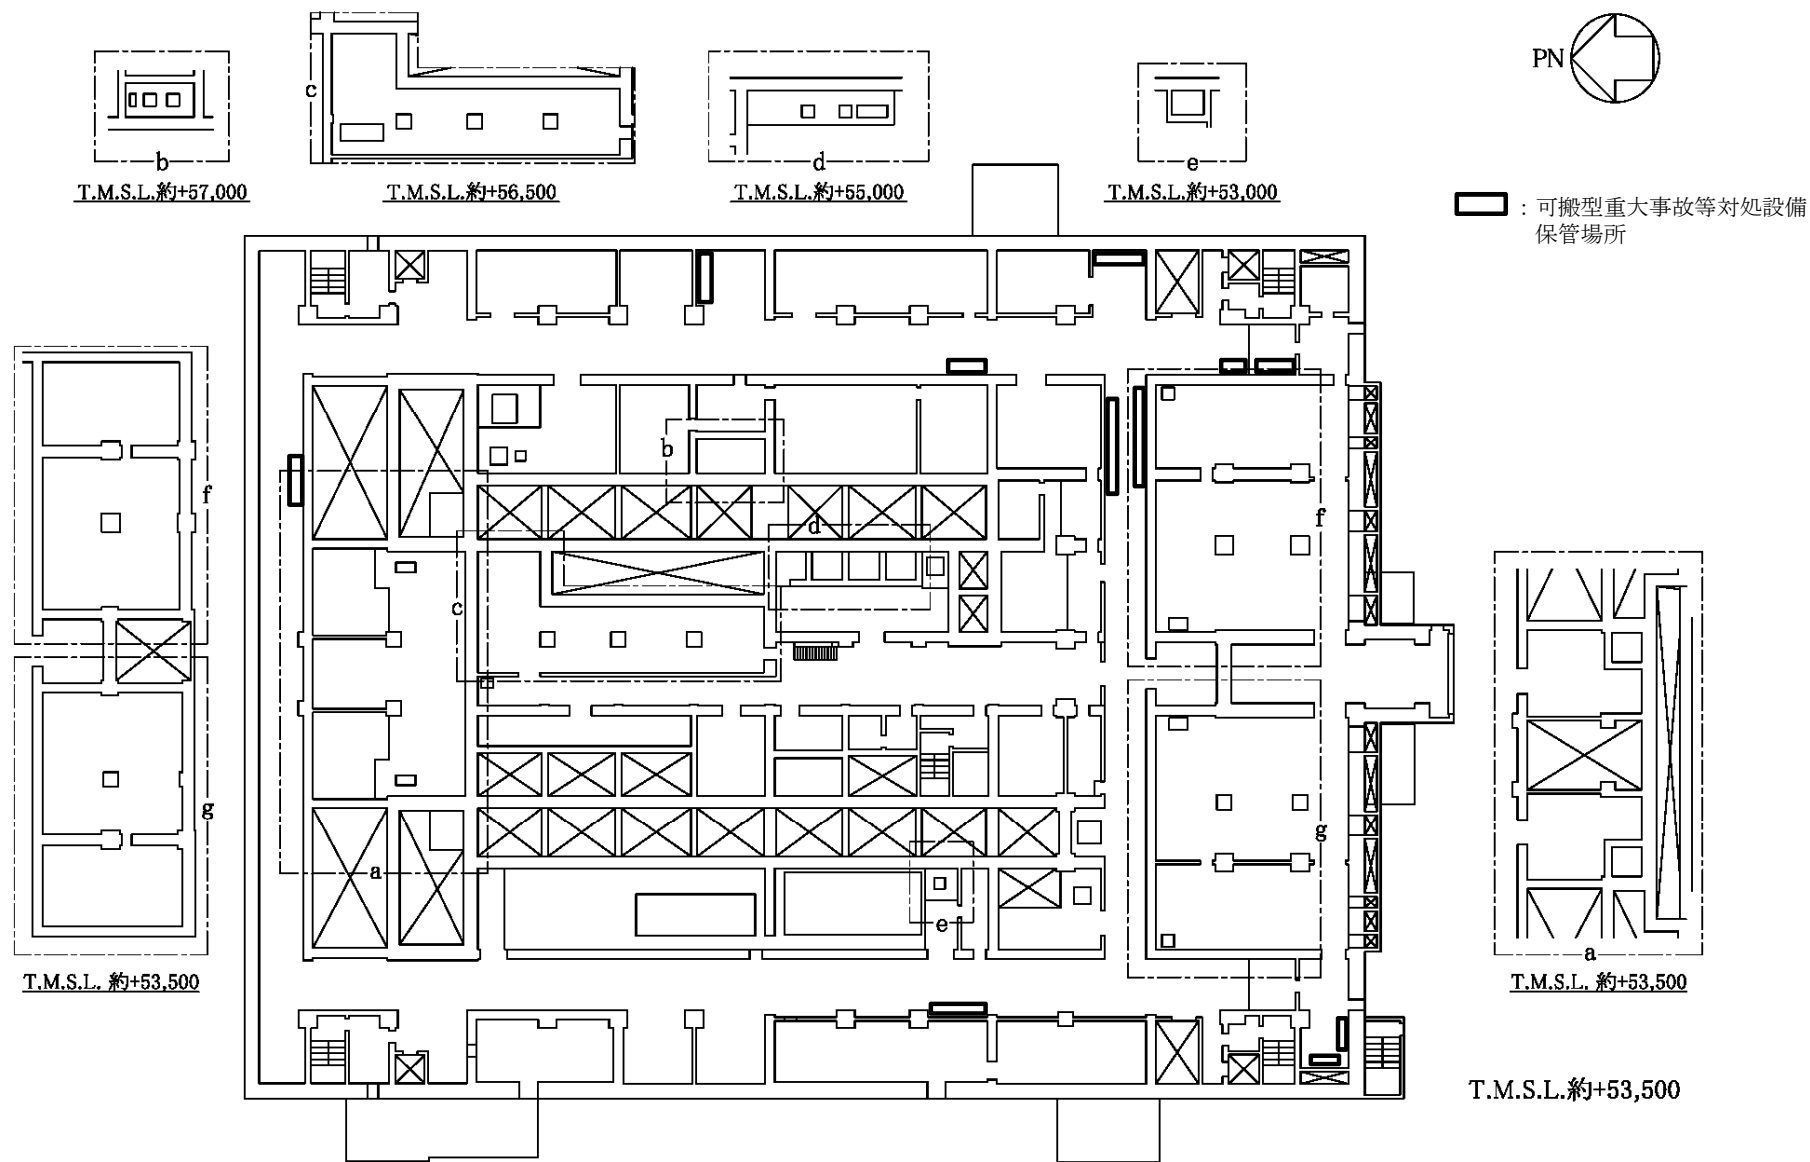 PN
c
b
d
e
T.M.S.L.約+57,000
T.M.S.L.約+56,500
T.M.S.L.約+55,000
T.M.S.L.約+53,000
：可搬型重大事故等対処設備
保管場所
b
f
f
d
c
g
g
a
e
a
T.M.S.L. 約+53,500
T.M.S.L. 約+53,500
T.M.S.L.約+53,500